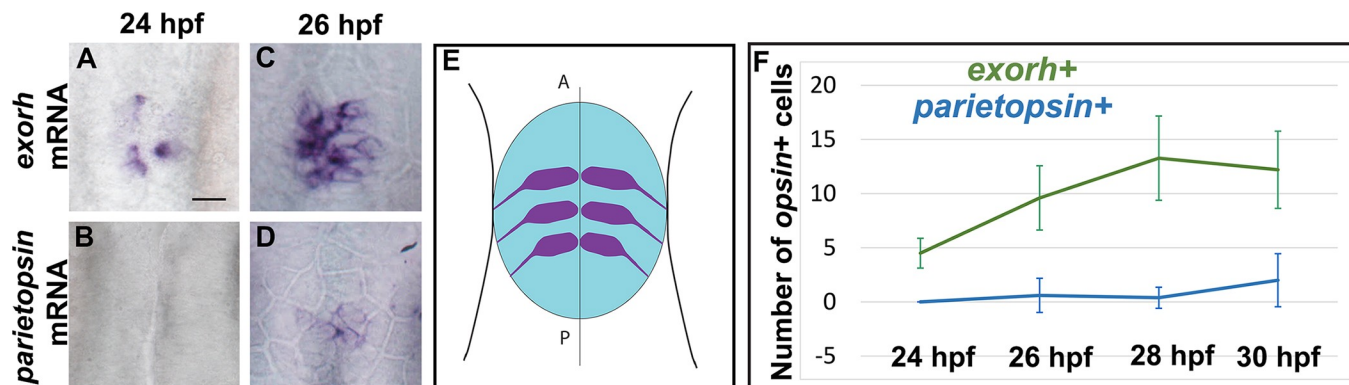 24 hpf
26 hpf
exorh
mRNA
parietopsin
mRNA
A
C
B
D
E
A
P
F
exorh+
parietopsin+
Number of opsin+ cells
20
15
10
5
0
-5
24 hpf
26 hpf
28 hpf
30 hpf